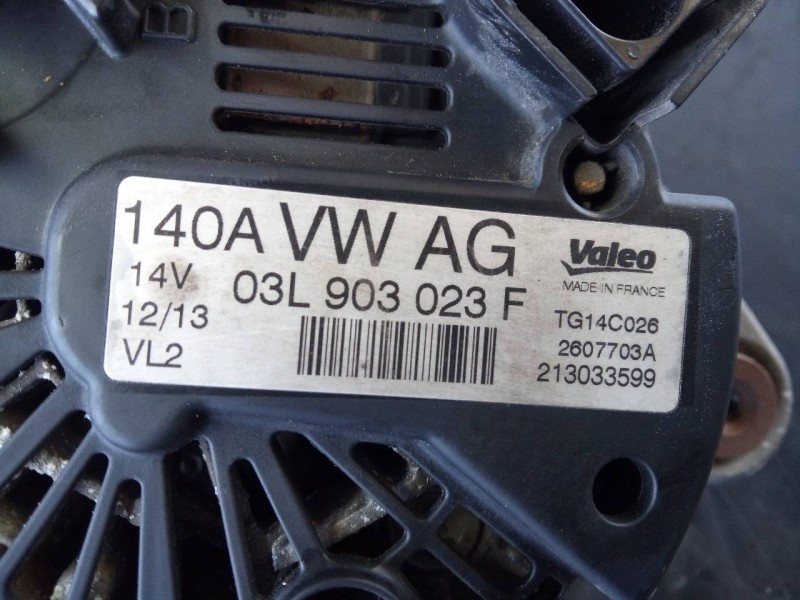 B
140A VW AG
14V 03L 903 023 F
12/13
VL2
Valeo
MADE IN FRANCE
TG14C026
2607703A
213033599